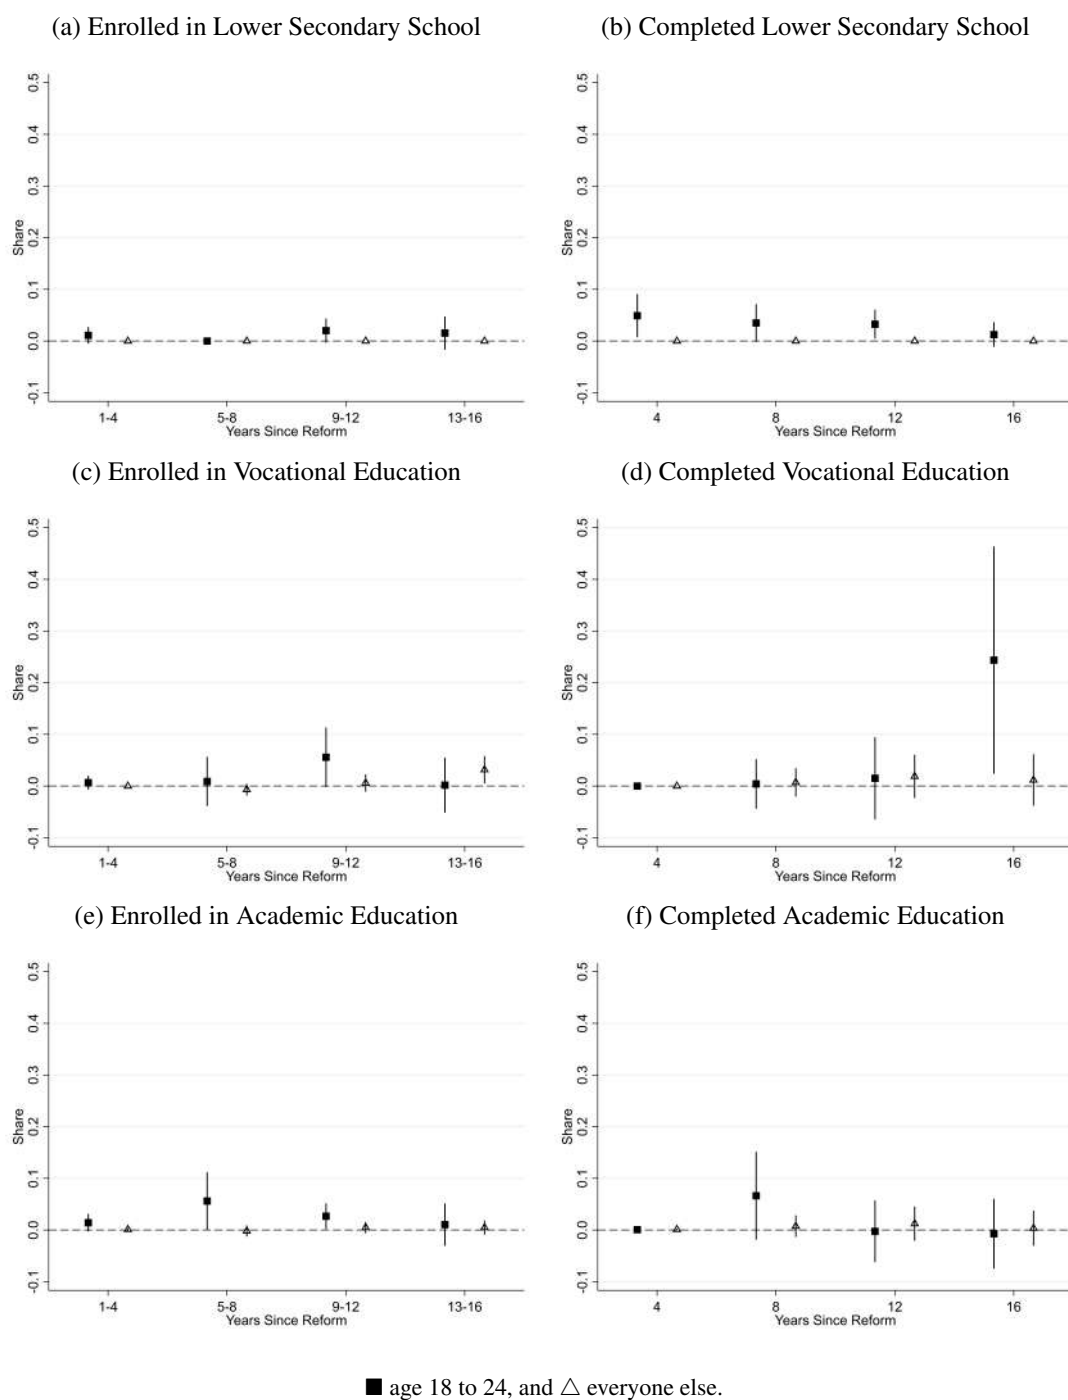 (a) Enrolled in Lower Secondary School
(b) Completed Lower Secondary School
0.5
0.4
0.3
0.2
0.1
0.0
-0.1
Share
1-4 5-8 9-12 13-16
Years Since Reform
0.5
0.4
0.3
0.2
0.1
0.0
-0.1
Share
4 8 12 16
Years Since Reform
(c) Enrolled in Vocational Education
(d) Completed Vocational Education
0.5
0.4
0.3
0.2
0.1
0.0
-0.1
Share
1-4 5-8 9-12 13-16
Years Since Reform
0.5
0.4
0.3
0.2
0.1
0.0
-0.1
Share
4 8 12 16
Years Since Reform
(e) Enrolled in Academic Education
(f) Completed Academic Education
0.5
0.4
0.3
0.2
0.1
0.0
-0.1
Share
1-4 5-8 9-12 13-16
Years Since Reform
0.5
0.4
0.3
0.2
0.1
0.0
-0.1
Share
4 8 12 16
Years Since Reform
■ age 18 to 24, and △ everyone else.